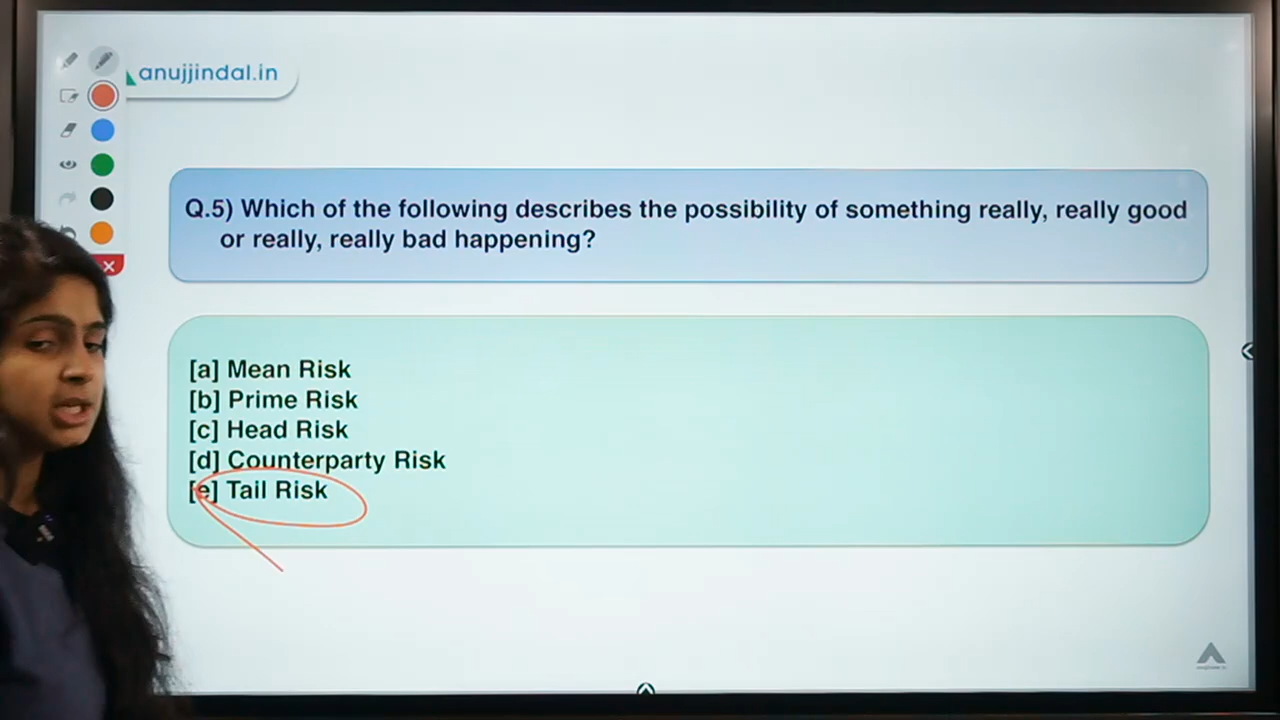 anujjindal.in
Q.5) Which of the following describes the possibility of something really, really good
or really, really bad happening?
[a] Mean Risk
[b] Prime Risk
[c] Head Risk
[d] Counterparty Risk
[e] Tail Risk